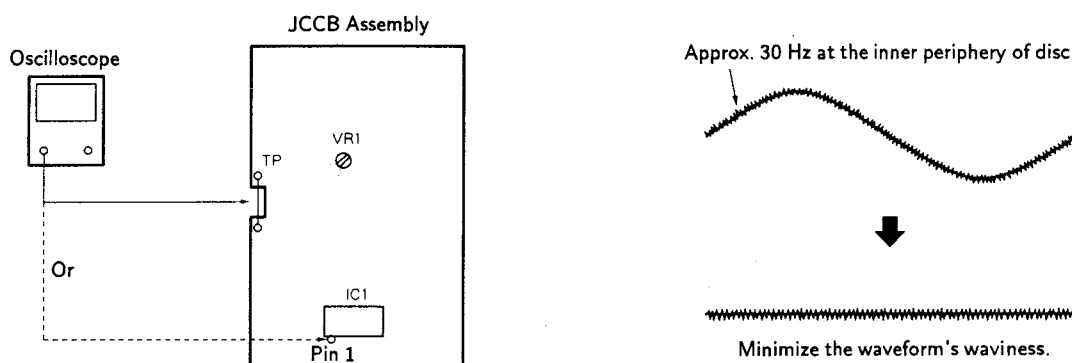 JCCB Assembly
Oscilloscope
VR1
TP
Or
IC1
Pin 1
Approx. 30 Hz at the inner periphery of disc
Minimize the waveform's waviness.